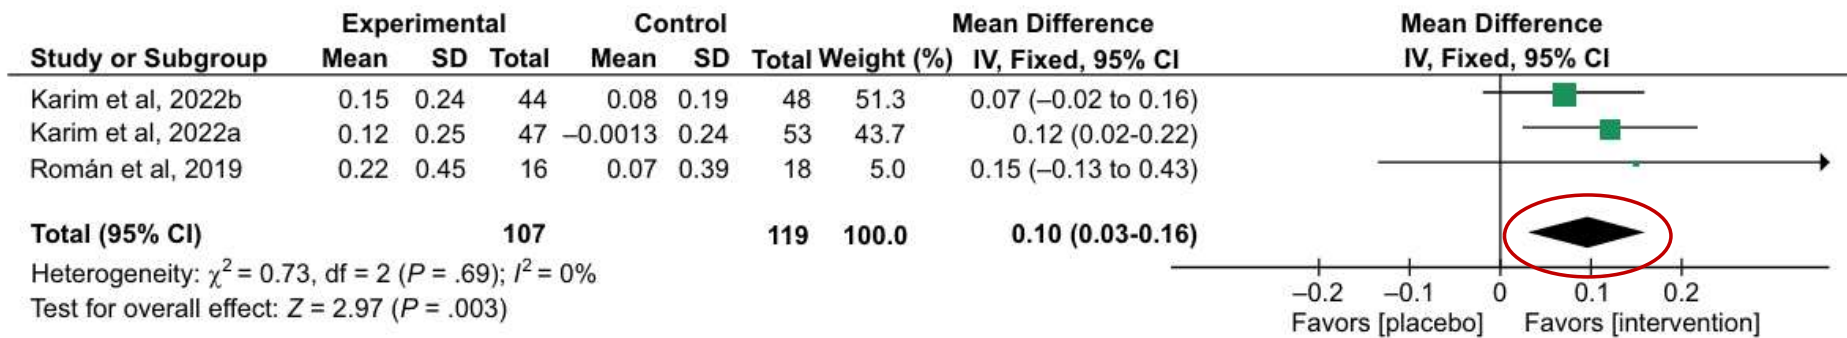 Experimental Control Mean Difference Mean Difference
Study or Subgroup Mean SD Total Mean SD Total Weight (%) IV, Fixed, 95% CI IV, Fixed, 95% CI
Karim et al, 2022b 0.15 0.24 44 0.08 0.19 48 51.3 0.07 (–0.02 to 0.16)
Karim et al, 2022a 0.12 0.25 47 –0.0013 0.24 53 43.7 0.12 (0.02-0.22)
Román et al, 2019 0.22 0.45 16 0.07 0.39 18 5.0 0.15 (–0.13 to 0.43)
Total (95% CI) 107 119 100.0 0.10 (0.03-0.16)
Heterogeneity: χ² = 0.73, df = 2 (P = .69); I² = 0%
Test for overall effect: Z = 2.97 (P = .003)
–0.2 –0.1 0 0.1 0.2
Favors [placebo] Favors [intervention]